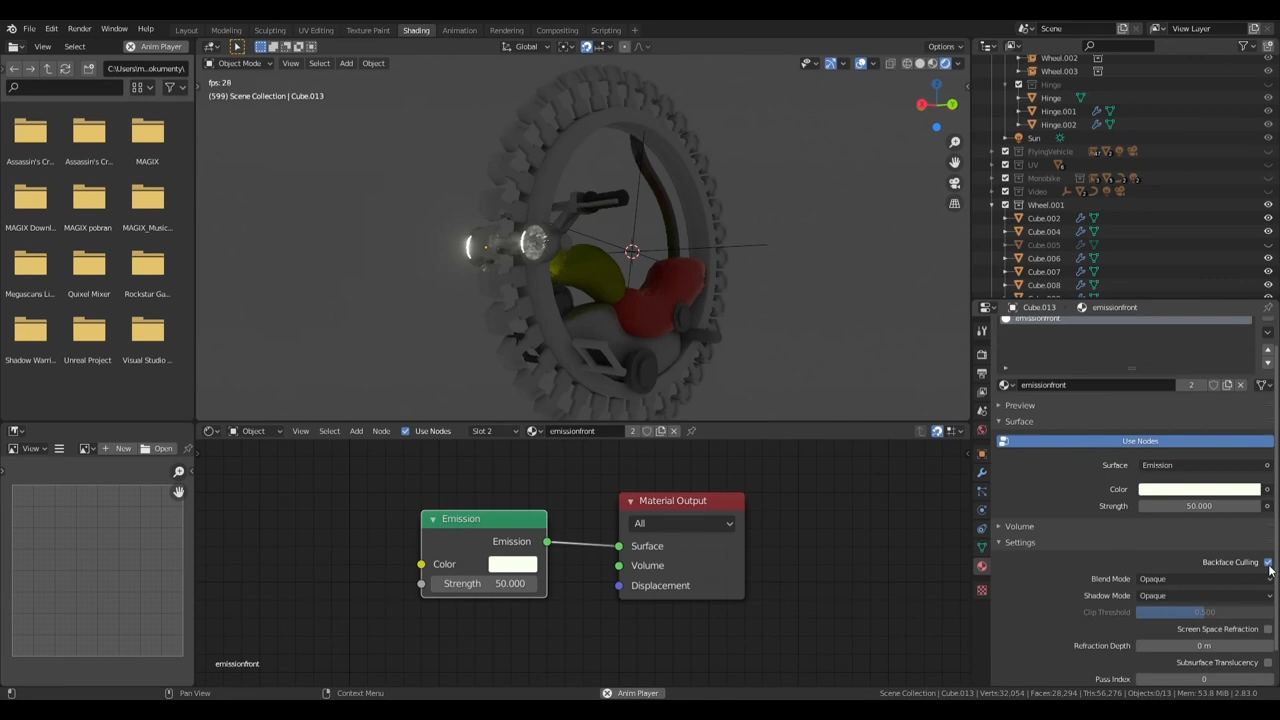 File Edit Render Window Help Layout Modeling Sculpting UV Editing Texture Paint Shading Animation Rendering Compositing Scripting Scene View Layer
View Select Anim Player Global Options
C:\Users\m..okumenty\ Object Mode View Select Add Object
fps: 28
(599) Scene Collection | Cube.013
Assassin's Cr... Assassin's Cr... MAGIX
MAGIX Downl... MAGIX pobran MAGIX_Music...
Megascans Li... Quixel Mixer Rockstar Ga...
Shadow Warri... Unreal Project Visual Studio ...
Wheel.002
Wheel.003
Hinge
Hinge
Hinge.001
Hinge.002
Sun
FlyingVehicle
UV
Monobike
Video
Wheel.001
Cube.002
Cube.004
Cube.005
Cube.006
Cube.007
Cube.008
Cube.013 emissionfront
emissionfront
emissionfront 2
Preview
Surface
Use Nodes
Surface Emission
Color
Strength 50.000
Volume
Settings
Backface Culling
Blend Mode Opaque
Shadow Mode Opaque
Clip Threshold 0.500
Screen Space Refraction
Refraction Depth 0 m
Subsurface Translucency
Pass Index 0
Object View Select Add Node Use Nodes Slot 2 emissionfront 2
View New Open
Emission
Emission
Color
Strength 50.000
Material Output
All
Surface
Volume
Displacement
emissionfront
Pan View Context Menu Anim Player Scene Collection | Cube.013 | Verts:32,054 | Faces:28,294 | Tris:56,276 | Objects:0/13 | Mem: 53.8 MiB | 2.83.0